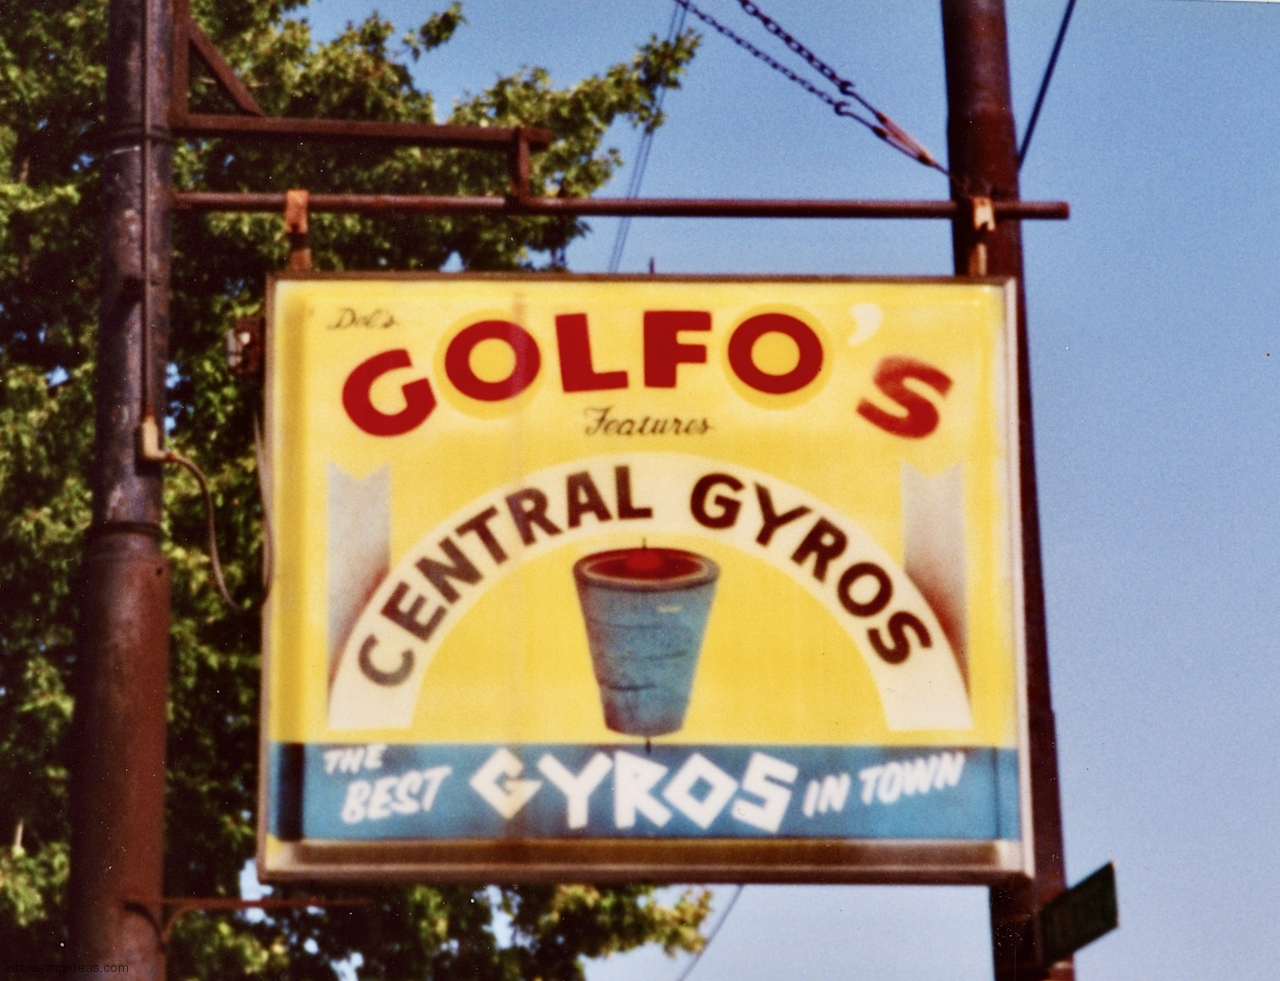 Del's
GOLFO'S
Features
CENTRAL GYROS
THE
BEST GYROS IN TOWN